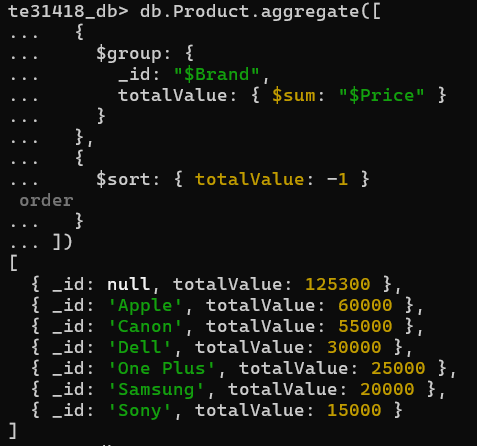 te31418_db> db.Product.aggregate([
...   {
...     $group: {
...       _id: "$Brand",
...       totalValue: { $sum: "$Price" }
...     }
...   },
...   {
...     $sort: { totalValue: -1 }
 order
...   }
... ])
[
  { _id: null, totalValue: 125300 },
  { _id: 'Apple', totalValue: 60000 },
  { _id: 'Canon', totalValue: 55000 },
  { _id: 'Dell', totalValue: 30000 },
  { _id: 'One Plus', totalValue: 25000 },
  { _id: 'Samsung', totalValue: 20000 },
  { _id: 'Sony', totalValue: 15000 }
]